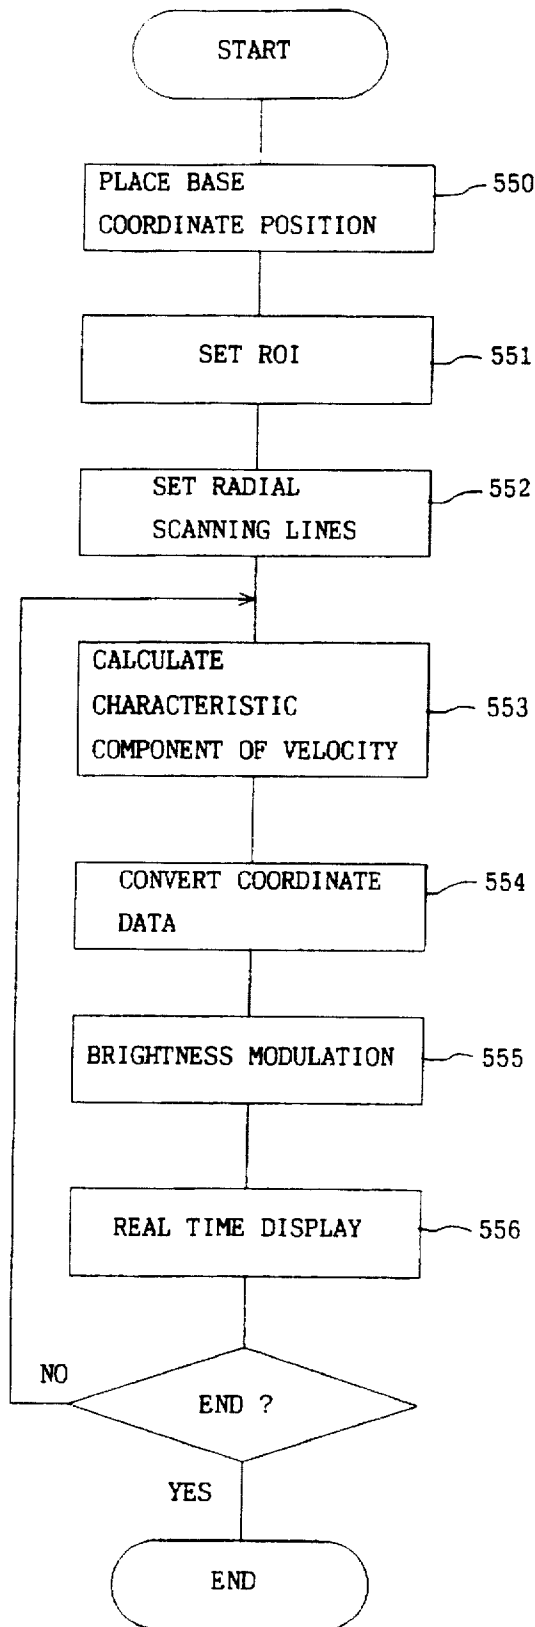 START
PLACE BASE
COORDINATE POSITION
550
SET ROI
551
SET RADIAL
SCANNING LINES
552
CALCULATE
CHARACTERISTIC
COMPONENT OF VELOCITY
553
CONVERT COORDINATE
DATA
554
BRIGHTNESS MODULATION
555
REAL TIME DISPLAY
556
NO
END ?
YES
END